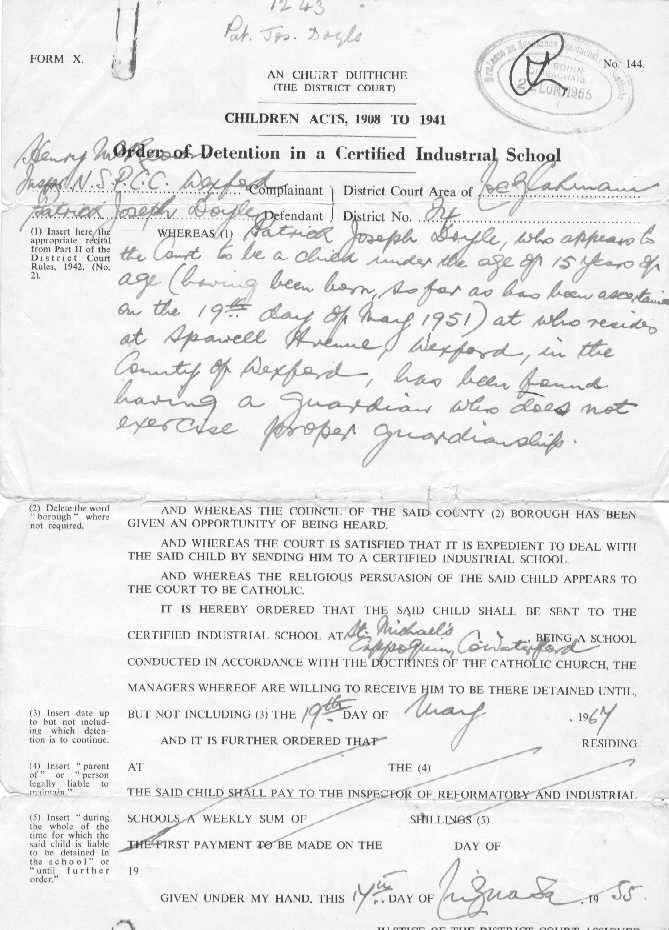 1243
Pat. Jos. Doyle
FORM X.
No. 144.
AN CHUIRT DUITHCHE
(THE DISTRICT COURT)
CHILDREN ACTS, 1908 TO 1941
Order of Detention in a Certified Industrial School
Henry
Inspr N.S.P.C.C. Wexford Complainant
District Court Area of
Patrick Joseph Doyle Defendant
District No.
(1) Insert here the
appropriate recital
from Part II of the
District Court
Rules, 1942. (No.
2).
WHEREAS (1) Patrick Joseph Doyle, who appears to
the Court to be a child under the age of 15 years of
age (having been born, so far as has been ascertained
on the 19th day of May 1951) at who resides
at Spawell Avenue, Wexford, in the
County of Wexford, has been found
having a guardian who does not
exercise proper guardianship.
(2) Delete the word
"borough" where
not required.
AND WHEREAS THE COUNCIL OF THE SAID COUNTY (2) BOROUGH HAS BEEN
GIVEN AN OPPORTUNITY OF BEING HEARD.
AND WHEREAS THE COURT IS SATISFIED THAT IT IS EXPEDIENT TO DEAL WITH
THE SAID CHILD BY SENDING HIM TO A CERTIFIED INDUSTRIAL SCHOOL.
AND WHEREAS THE RELIGIOUS PERSUASION OF THE SAID CHILD APPEARS TO
THE COURT TO BE CATHOLIC.
IT IS HEREBY ORDERED THAT THE SAID CHILD SHALL BE SENT TO THE
CERTIFIED INDUSTRIAL SCHOOL AT St. Michael's
Cappoquin, Co Waterford, BEING A SCHOOL
CONDUCTED IN ACCORDANCE WITH THE DOCTRINES OF THE CATHOLIC CHURCH, THE
MANAGERS WHEREOF ARE WILLING TO RECEIVE HIM TO BE THERE DETAINED UNTIL,
(3) Insert date up
to but not includ-
ing which deten-
tion is to continue.
BUT NOT INCLUDING (3) THE 19th DAY OF May, 1967
AND IT IS FURTHER ORDERED THAT RESIDING
(4) Insert "parent
of" or "person
legally liable to
maintain."
AT THE (4)
THE SAID CHILD SHALL PAY TO THE INSPECTOR OF REFORMATORY AND INDUSTRIAL
(5) Insert "during
the whole of the
time for which the
said child is liable
to be detained in
the school" or
"until further
order."
SCHOOLS A WEEKLY SUM OF SHILLINGS (5)
THE FIRST PAYMENT TO BE MADE ON THE DAY OF
19
GIVEN UNDER MY HAND, THIS 17th DAY OF , 1955.
JUSTICE OF THE DISTRICT COURT ASSIGNED